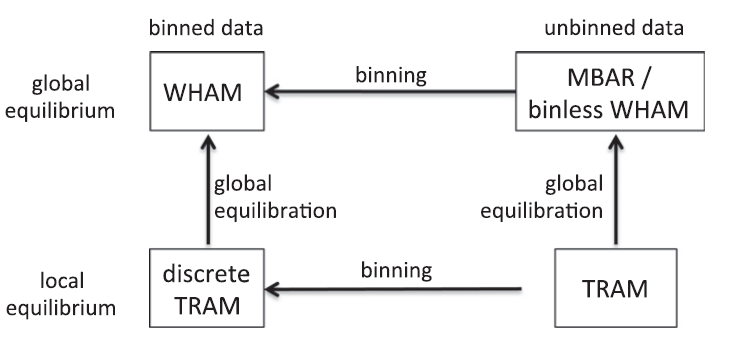 binned data
unbinned data
global
equilibrium
WHAM
binning
MBAR /
binless WHAM
global
equilibration
global
equilibration
local
equilibrium
discrete
TRAM
binning
TRAM